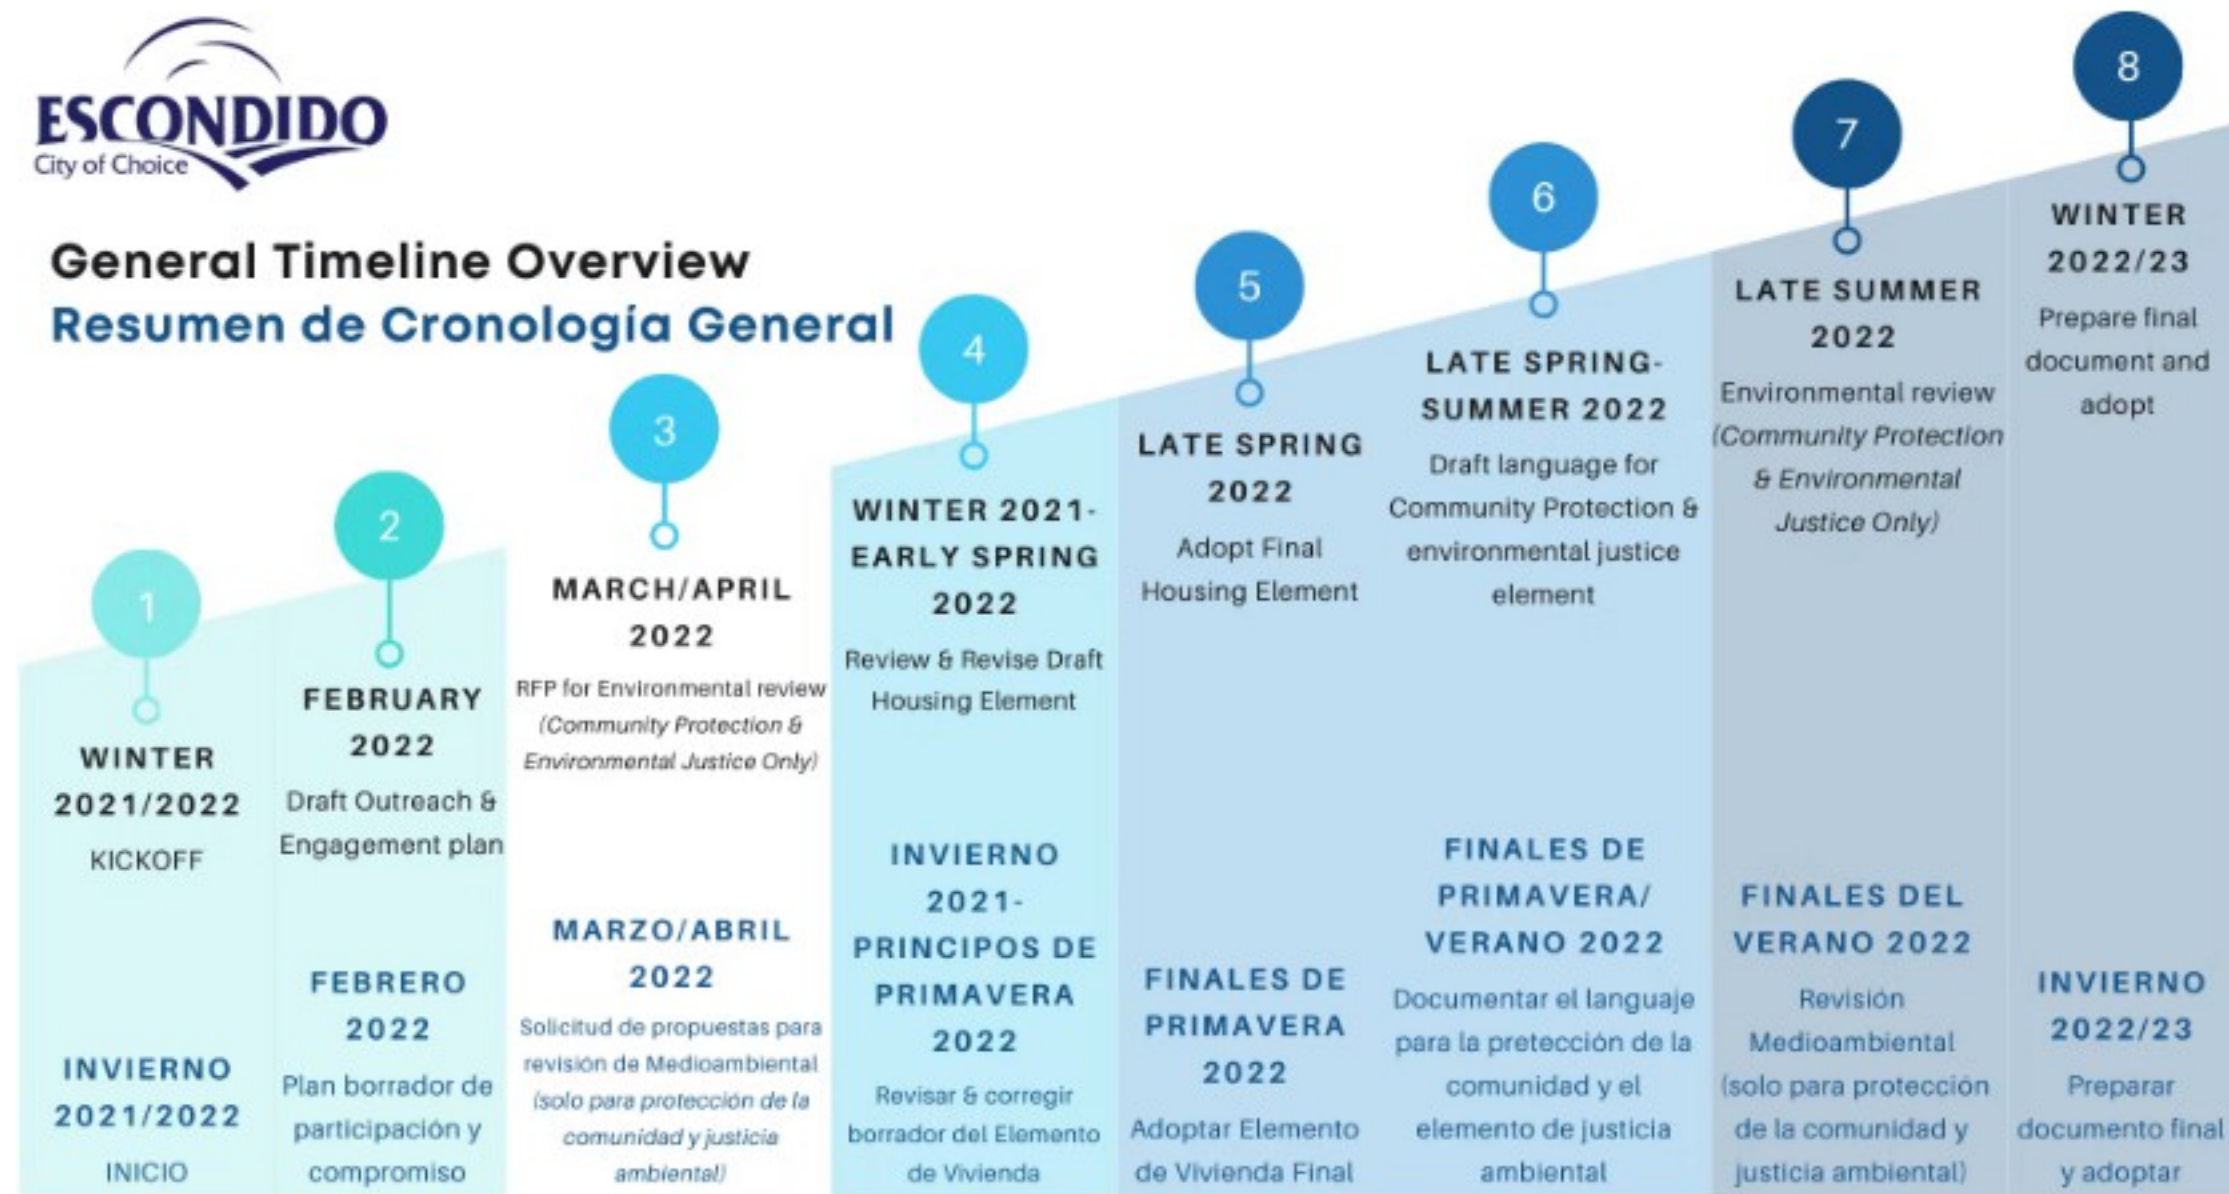 ESCONDIDO
City of Choice
General Timeline Overview
Resumen de Cronología General
1
WINTER
2021/2022
KICKOFF
INVIERNO
2021/2022
INICIO
2
FEBRUARY
2022
Draft Outreach &
Engagement plan
FEBRERO
2022
Plan borrador de
participación y
compromiso
3
MARCH/APRIL
2022
RFP for Environmental review
(Community Protection &
Environmental Justice Only)
MARZO/ABRIL
2022
Solicitud de propuestas para
revisión de Medioambiental
(solo para protección de la
comunidad y justicia
ambiental)
4
WINTER 2021-
EARLY SPRING
2022
Review & Revise Draft
Housing Element
INVIERNO
2021-
PRINCIPOS DE
PRIMAVERA
2022
Revisar & corregir
borrador del Elemento
de Vivienda
5
LATE SPRING
2022
Adopt Final
Housing Element
FINALES DE
PRIMAVERA
2022
Adoptar Elemento
de Vivienda Final
6
LATE SPRING-
SUMMER 2022
Draft language for
Community Protection &
environmental justice
element
FINALES DE
PRIMAVERA/
VERANO 2022
Documentar el languaje
para la pretección de la
comunidad y el
elemento de justicia
ambiental
7
LATE SUMMER
2022
Environmental review
(Community Protection
& Environmental
Justice Only)
FINALES DEL
VERANO 2022
Revisión
Medioambiental
(solo para protección
de la comunidad y
justicia ambiental)
8
WINTER
2022/23
Prepare final
document and
adopt
INVIERNO
2022/23
Preparar
documento final
y adoptar